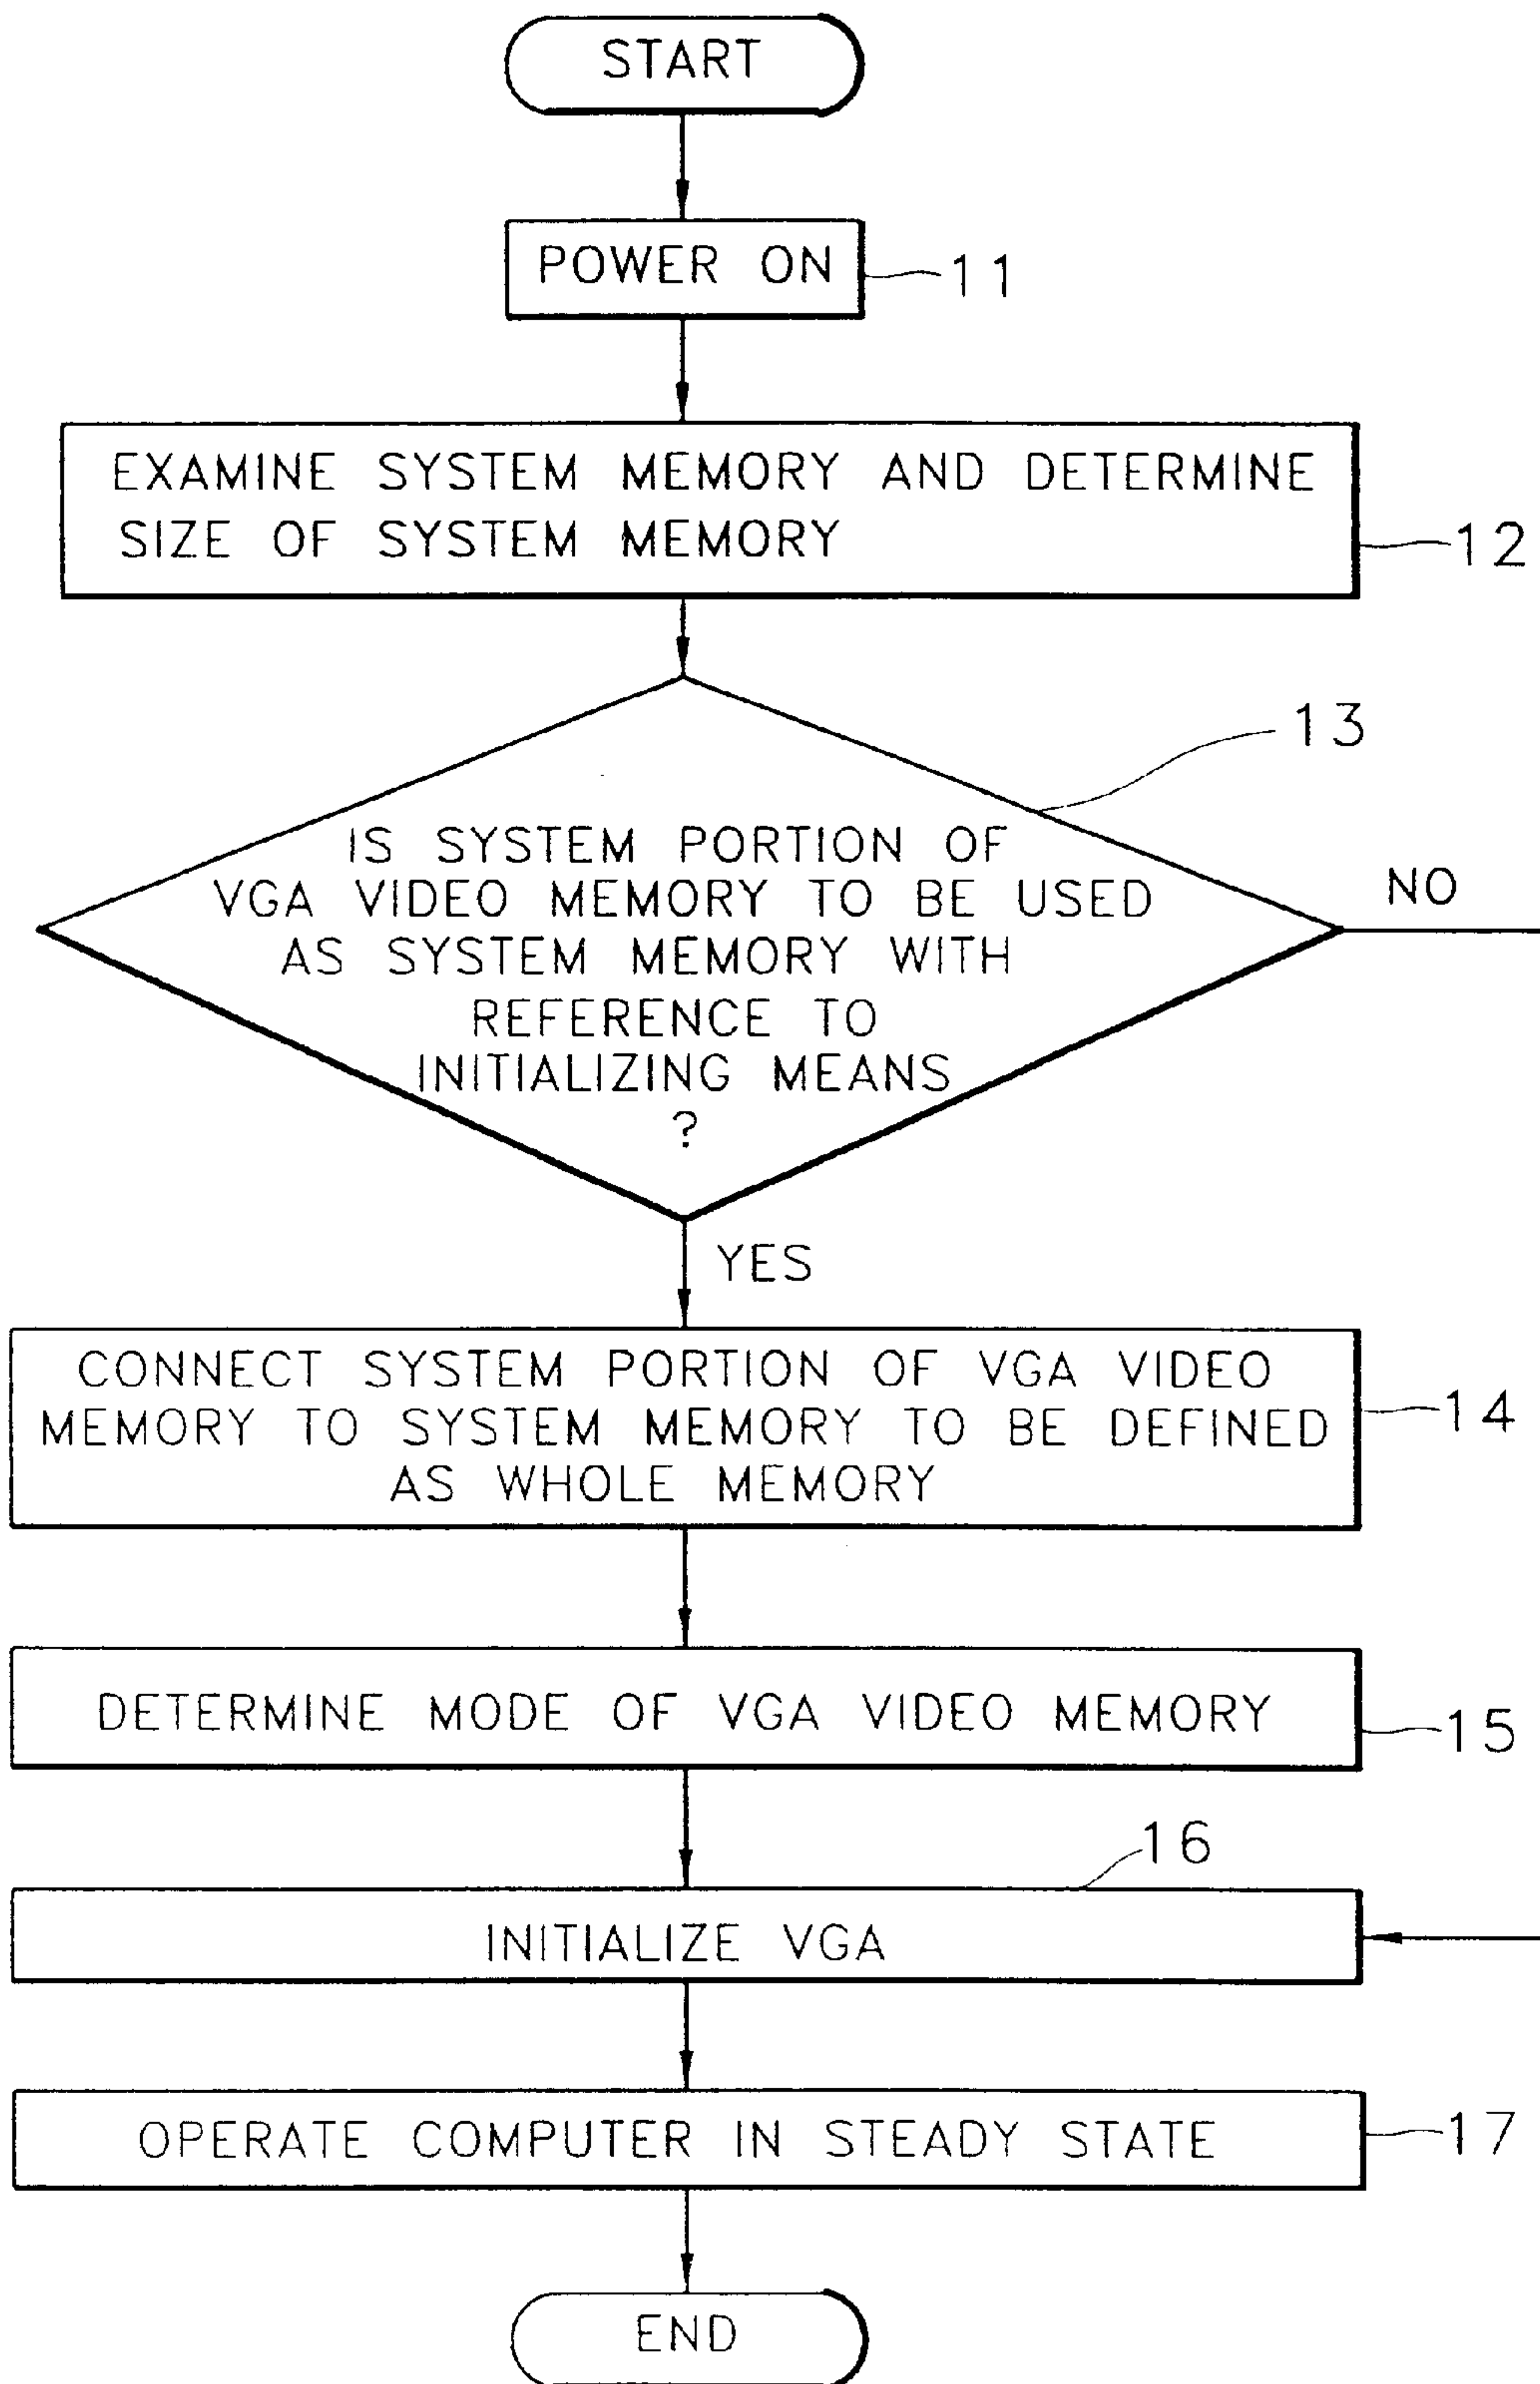 START
POWER ON
11
EXAMINE SYSTEM MEMORY AND DETERMINE
SIZE OF SYSTEM MEMORY
12
13
IS SYSTEM PORTION OF
VGA VIDEO MEMORY TO BE USED
AS SYSTEM MEMORY WITH
REFERENCE TO
INITIALIZING MEANS
?
NO
YES
CONNECT SYSTEM PORTION OF VGA VIDEO
MEMORY TO SYSTEM MEMORY TO BE DEFINED
AS WHOLE MEMORY
14
DETERMINE MODE OF VGA VIDEO MEMORY
15
16
INITIALIZE VGA
OPERATE COMPUTER IN STEADY STATE
17
END